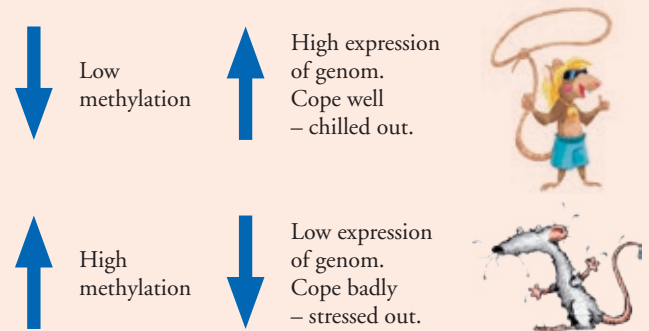 Low
methylation
High expression
of genom.
Cope well
– chilled out.
High
methylation
Low expression
of genom.
Cope badly
– stressed out.